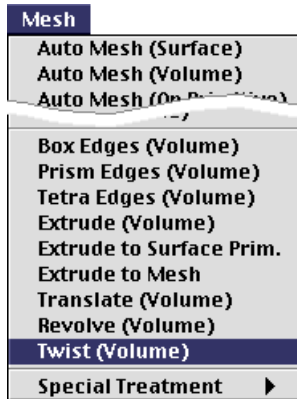 Mesh
Auto Mesh (Surface)
Auto Mesh (Volume)
Auto Mesh (On
Box Edges (Volume)
Prism Edges (Volume)
Tetra Edges (Volume)
Extrude (Volume)
Extrude to Surface Prim.
Extrude to Mesh
Translate (Volume)
Revolve (Volume)
Twist (Volume)
Special Treatment